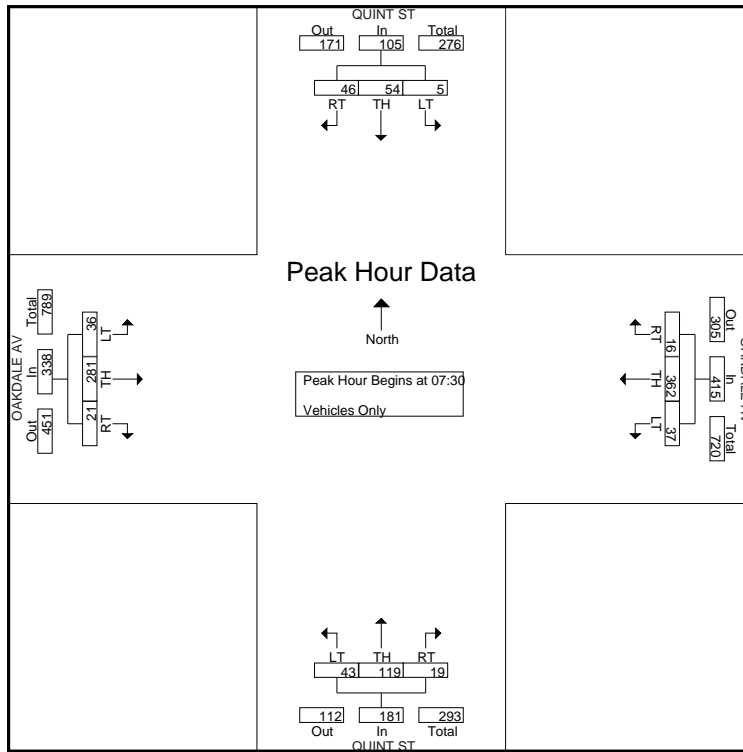 QUINT ST
Out In Total
171 105 276
46 54 5
RT TH LT
Peak Hour Data
North
Peak Hour Begins at 07:30
Vehicles Only
OAKDALE AV
Out In Total
451 338 789
21 281 36
RT TH LT
Out In Total
305 415 720
16 362 37
RT TH LT
LT TH RT
43 119 19
112 181 293
Out In Total
QUINT ST